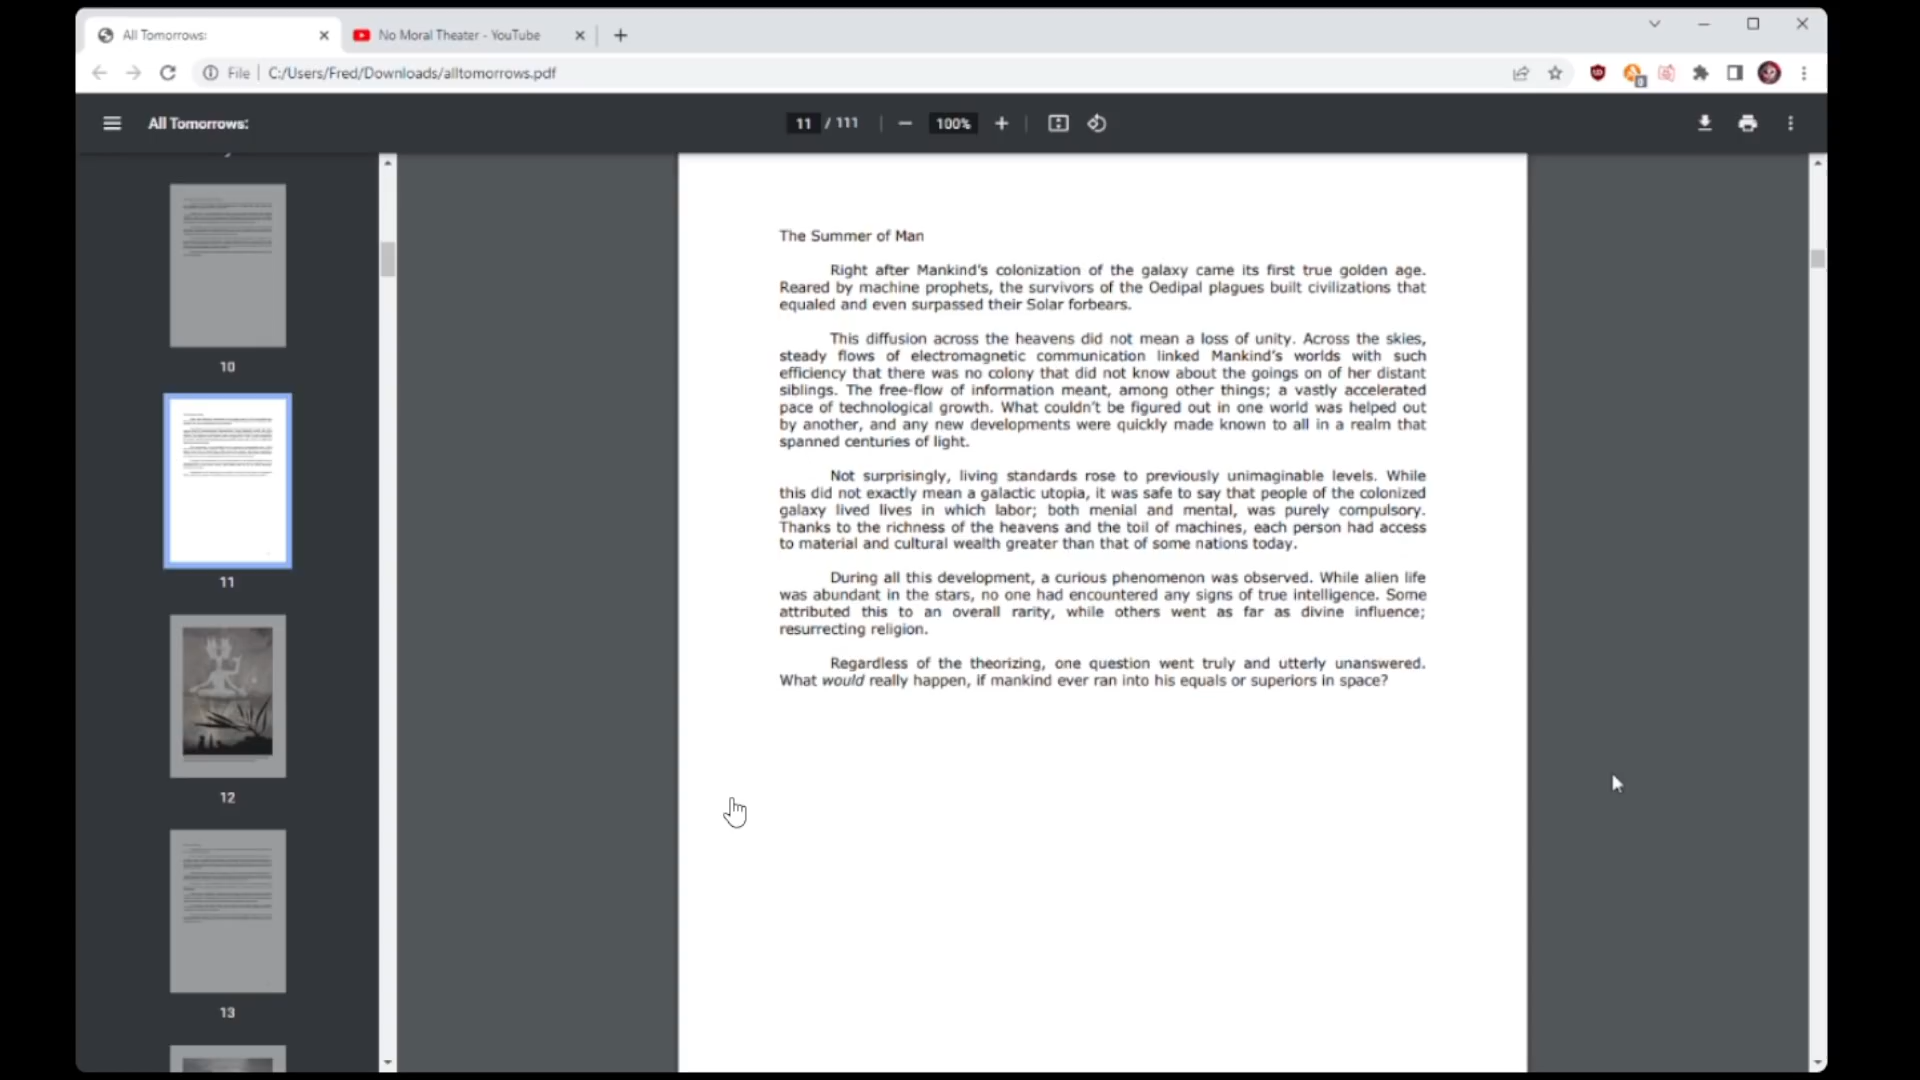 All Tomorrows:
No Moral Theater - YouTube
File
C:/Users/Fred/Downloads/alltomorrows.pdf
All Tomorrows:
11 / 111
100%
10
11
12
13
The Summer of Man
Right after Mankind's colonization of the galaxy came its first true golden age.
Reared by machine prophets, the survivors of the Oedipal plagues built civilizations that
equaled and even surpassed their Solar forbears.
This diffusion across the heavens did not mean a loss of unity. Across the skies,
steady flows of electromagnetic communication linked Mankind's worlds with such
efficiency that there was no colony that did not know about the goings on of her distant
siblings. The free-flow of information meant, among other things; a vastly accelerated
pace of technological growth. What couldn't be figured out in one world was helped out
by another, and any new developments were quickly made known to all in a realm that
spanned centuries of light.
Not surprisingly, living standards rose to previously unimaginable levels. While
this did not exactly mean a galactic utopia, it was safe to say that people of the colonized
galaxy lived lives in which labor; both menial and mental, was purely compulsory.
Thanks to the richness of the heavens and the toil of machines, each person had access
to material and cultural wealth greater than that of some nations today.
During all this development, a curious phenomenon was observed. While alien life
was abundant in the stars, no one had encountered any signs of true intelligence. Some
attributed this to an overall rarity, while others went as far as divine influence;
resurrecting religion.
Regardless of the theorizing, one question went truly and utterly unanswered.
What would really happen, if mankind ever ran into his equals or superiors in space?